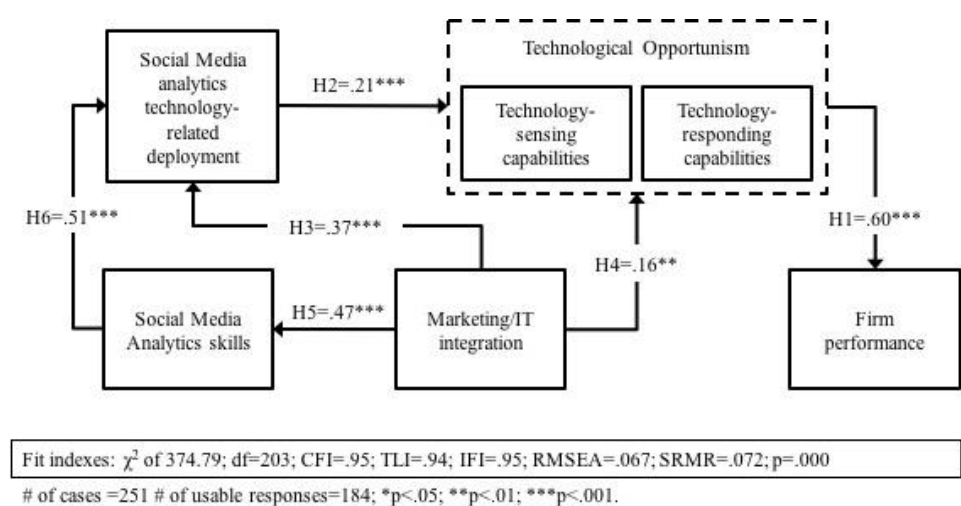 Social Media
analytics
technology-
related
deployment
H2=.21***
Technological Opportunism
Technology-
sensing
capabilities
Technology-
responding
capabilities
H6=.51***
H3=.37***
H4=.16**
H1=.60***
Social Media
Analytics skills
H5=.47***
Marketing/IT
integration
Firm
performance
Fit indexes: χ² of 374.79; df=203; CFI=.95; TLI=.94; IFI=.95; RMSEA=.067; SRMR=.072; p=.000
# of cases =251 # of usable responses=184; *p<.05; **p<.01; ***p<.001.